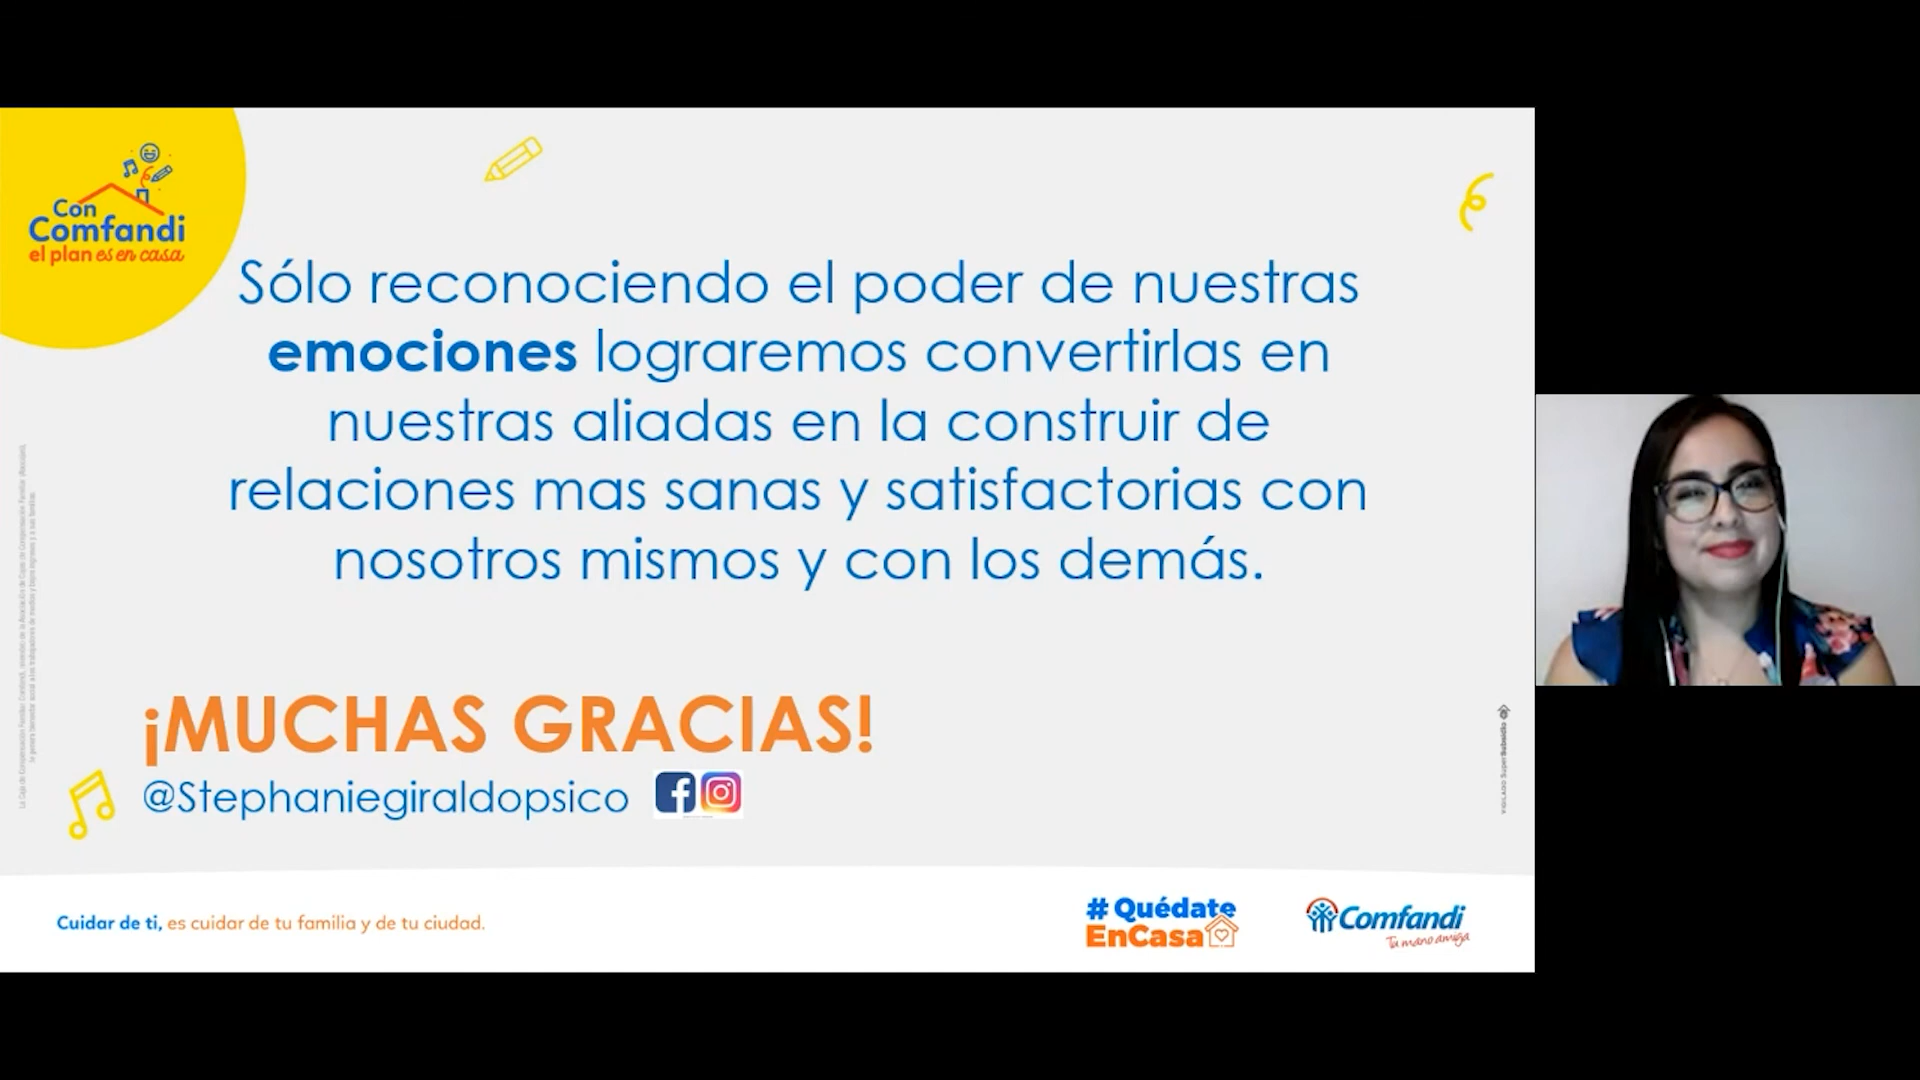 Con
Comfandi
el plan es en casa
Sólo reconociendo el poder de nuestras
emociones lograremos convertirlas en
nuestras aliadas en la construir de
relaciones mas sanas y satisfactorias con
nosotros mismos y con los demás.
¡MUCHAS GRACIAS!
@Stephaniegiraldopsico
Cuidar de ti, es cuidar de tu familia y de tu ciudad.
#Quédate
EnCasa
Comfandi
Tu mano amiga
VIGILADO SuperSubsidio